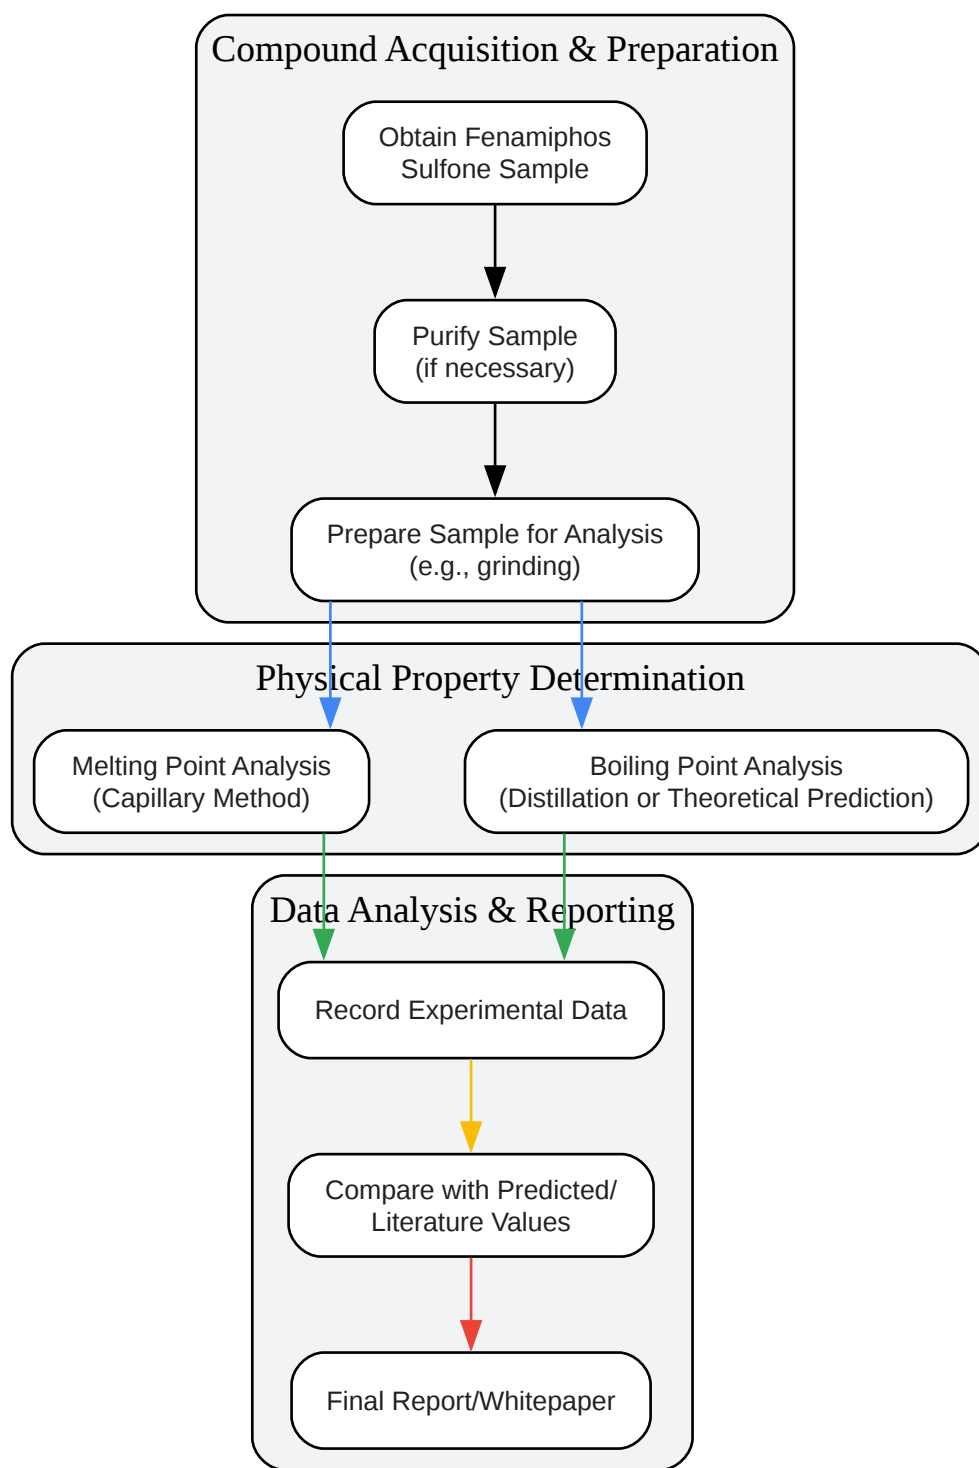 Compound Acquisition & Preparation
Obtain Fenamiphos
Sulfone Sample
Purify Sample
(if necessary)
Prepare Sample for Analysis
(e.g., grinding)
Physical Property Determination
Melting Point Analysis
(Capillary Method)
Boiling Point Analysis
(Distillation or Theoretical Prediction)
Data Analysis & Reporting
Record Experimental Data
Compare with Predicted/
Literature Values
Final Report/Whitepaper